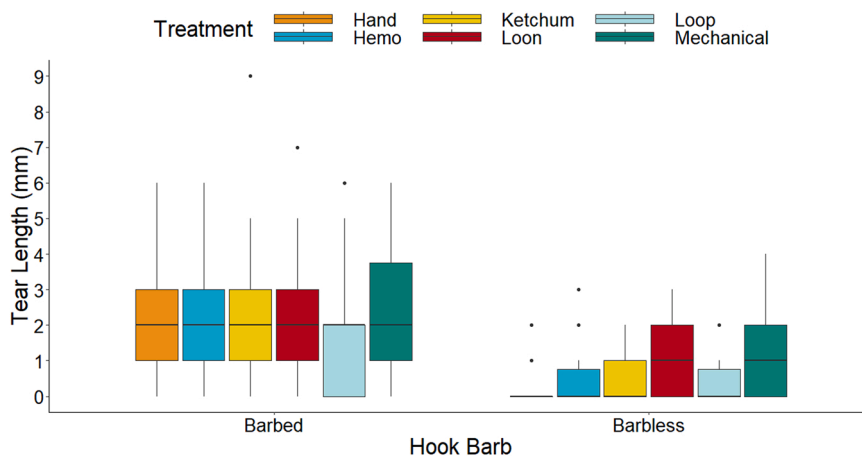 Treatment
Hand
Ketchum
Loop
Hemo
Loon
Mechanical
Tear Length (mm)
9
8
7
6
5
4
3
2
1
0
Barbed
Barbless
Hook Barb